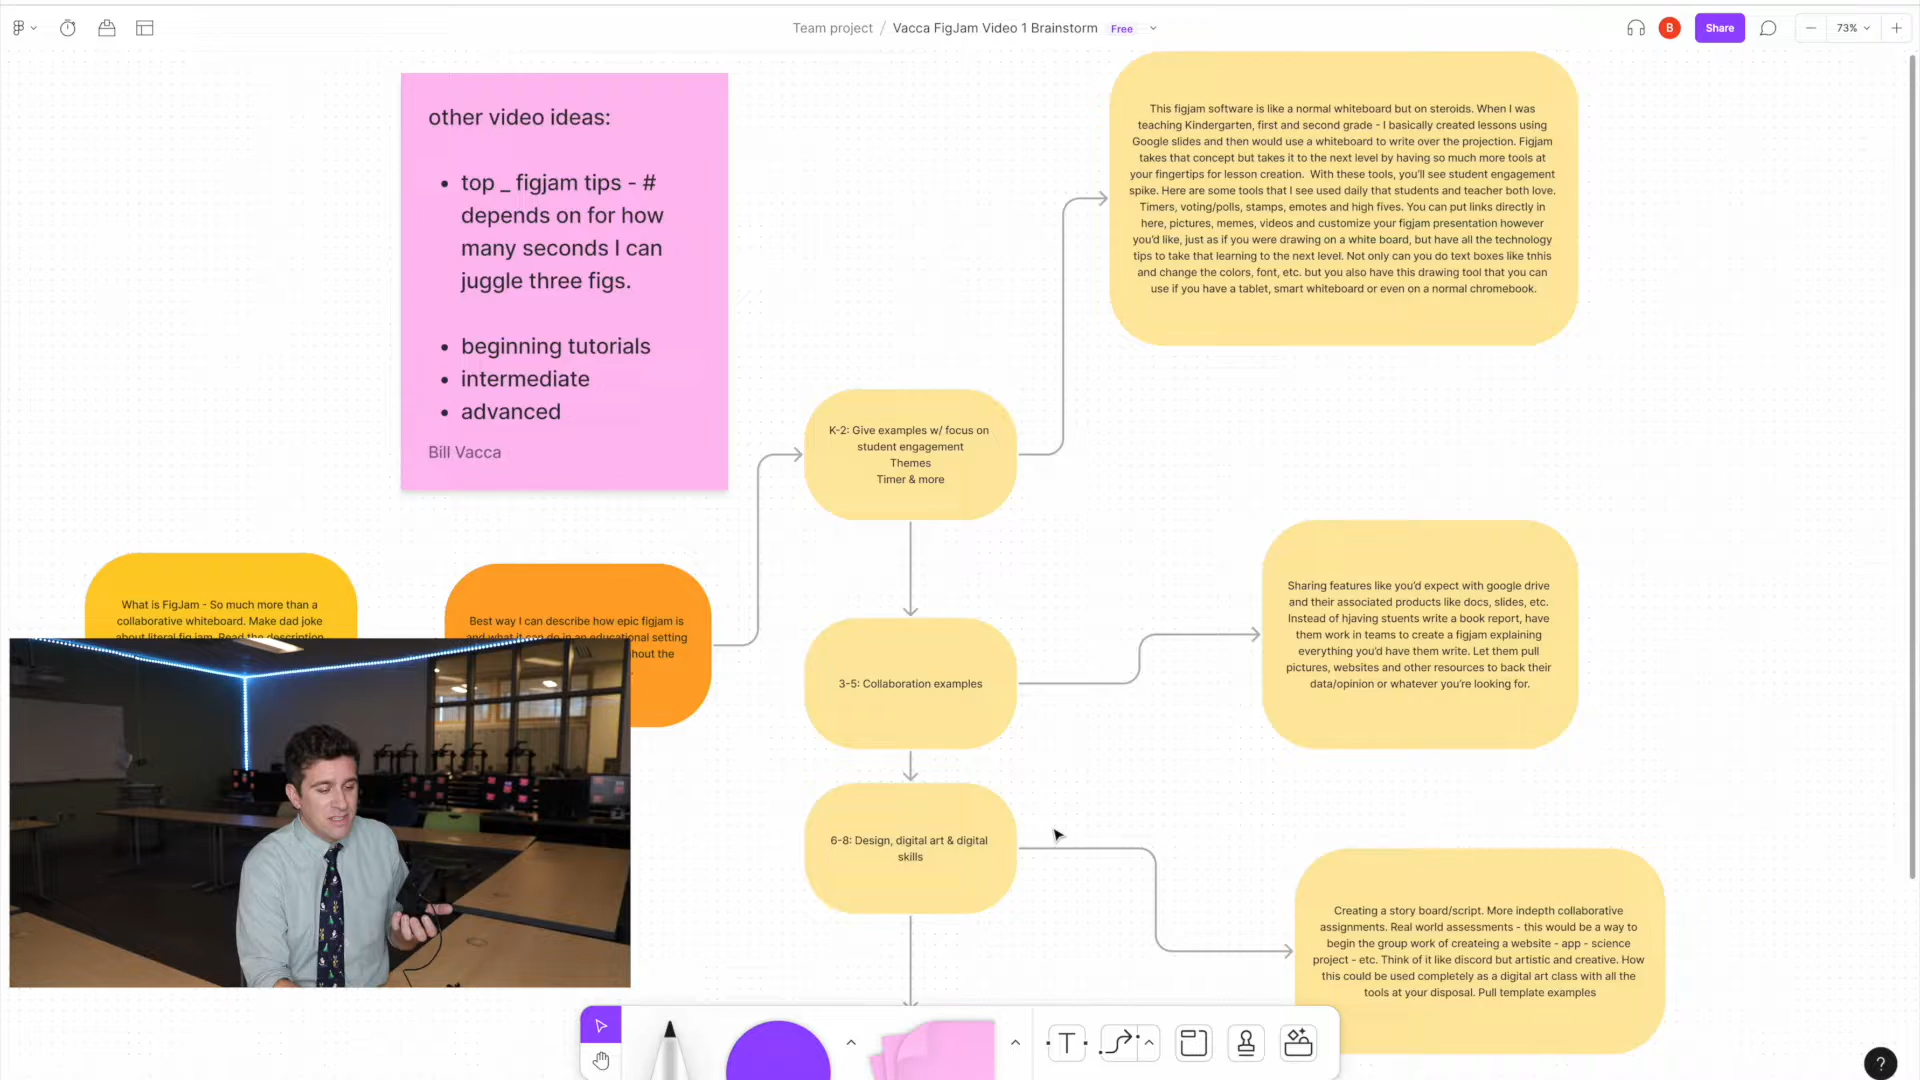 Team project / Vacca FigJam Video 1 Brainstorm Free
B
Share
73%
other video ideas:
• top _ figjam tips - #
depends on for how
many seconds I can
juggle three figs.
• beginning tutorials
• intermediate
• advanced
Bill Vacca
This figjam software is like a normal whiteboard but on steroids. When I was
teaching Kindergarten, first and second grade - I basically created lessons using
Google slides and then would use a whiteboard to write over the projection. Figjam
takes that concept but takes it to the next level by having so much more tools at
your fingertips for lesson creation. With these tools, you'll see student engagement
spike. Here are some tools that I see used daily that students and teacher both love.
Timers, voting/polls, stamps, emotes and high fives. You can put links directly in
here, pictures, memes, videos and customize your figjam presentation however
you'd like, just as if you were drawing on a white board, but have all the technology
tips to take that learning to the next level. Not only can you do text boxes like tnhis
and change the colors, font, etc. but you also have this drawing tool that you can
use if you have a tablet, smart whiteboard or even on a normal chromebook.
K-2: Give examples w/ focus on
student engagement
Themes
Timer & more
What is FigJam - So much more than a
collaborative whiteboard. Make dad joke
about literal fig jam. Read the description
Best way I can describe how epic figjam is
and what it can do in an educational setting
hout the
3-5: Collaboration examples
Sharing features like you'd expect with google drive
and their associated products like docs, slides, etc.
Instead of hjaving stuents write a book report, have
them work in teams to create a figjam explaining
everything you'd have them write. Let them pull
pictures, websites and other resources to back their
data/opinion or whatever you're looking for.
6-8: Design, digital art & digital
skills
Creating a story board/script. More indepth collaborative
assignments. Real world assessments - this would be a way to
begin the group work of createing a website - app - science
project - etc. Think of it like discord but artistic and creative. How
this could be used completely as a digital art class with all the
tools at your disposal. Pull template examples
T
?